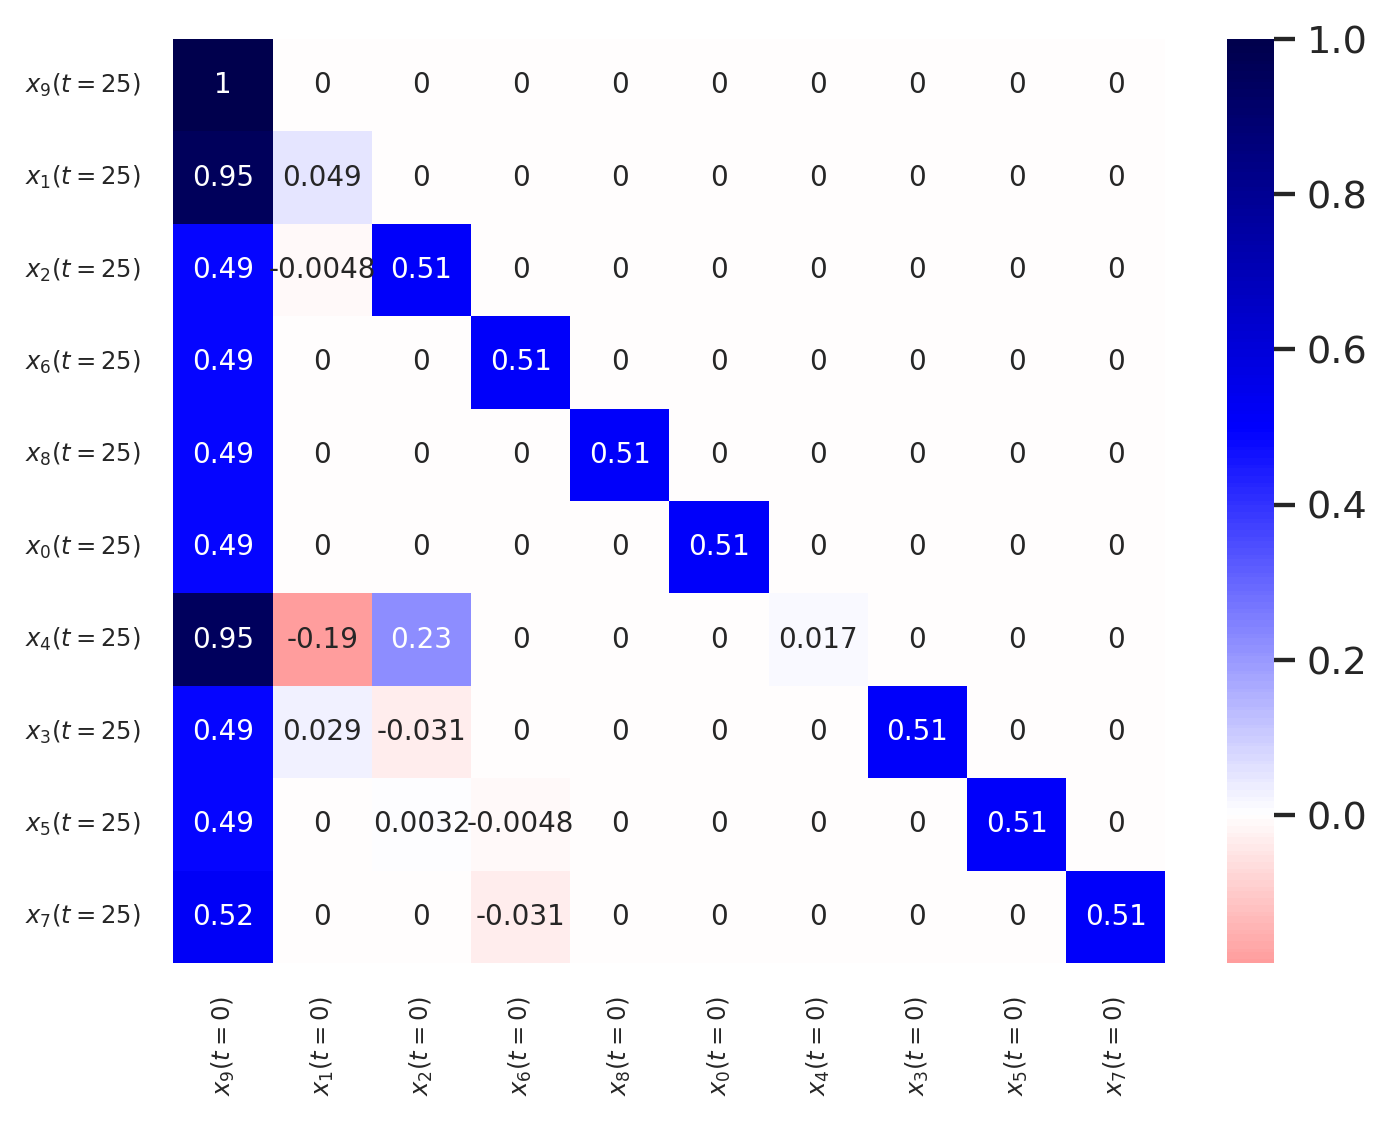 x₉(t = 25) 1 0 0 0 0 0 0 0 0 0
x₁(t = 25) 0.95 0.049 0 0 0 0 0 0 0 0
x₂(t = 25) 0.49 -0.0048 0.51 0 0 0 0 0 0 0
x₆(t = 25) 0.49 0 0 0.51 0 0 0 0 0 0
x₈(t = 25) 0.49 0 0 0 0.51 0 0 0 0 0
x₀(t = 25) 0.49 0 0 0 0 0.51 0 0 0 0
x₄(t = 25) 0.95 -0.19 0.23 0 0 0 0.017 0 0 0
x₃(t = 25) 0.49 0.029 -0.031 0 0 0 0 0.51 0 0
x₅(t = 25) 0.49 0 0.0032 -0.0048 0 0 0 0 0.51 0
x₇(t = 25) 0.52 0 0 -0.031 0 0 0 0 0 0.51
x₉(t = 0)
x₁(t = 0)
x₂(t = 0)
x₆(t = 0)
x₈(t = 0)
x₀(t = 0)
x₄(t = 0)
x₃(t = 0)
x₅(t = 0)
x₇(t = 0)
1.0
0.8
0.6
0.4
0.2
0.0